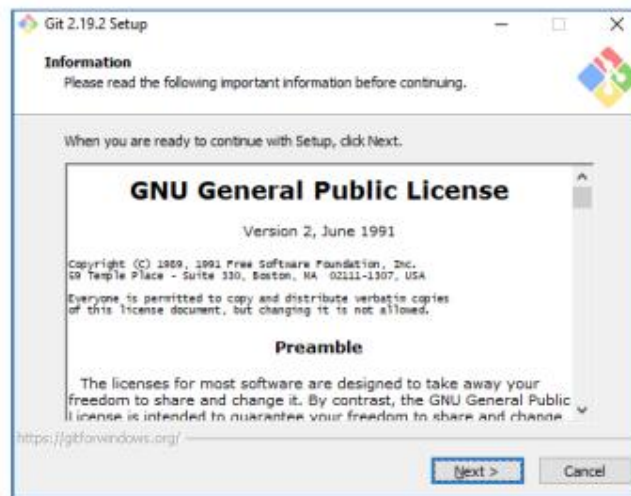 Git 2.19.2 Setup
Information
Please read the following important information before continuing.
When you are ready to continue with Setup, click Next.
GNU General Public License
Version 2, June 1991
Copyright (C) 1989, 1991 Free Software Foundation, Inc.
59 Temple Place - Suite 330, Boston, MA 02111-1307, USA
Everyone is permitted to copy and distribute verbatim copies
of this license document, but changing it is not allowed.
Preamble
The licenses for most software are designed to take away your
freedom to share and change it. By contrast, the GNU General Public
License is intended to guarantee your freedom to share and change
https://gitforwindows.org/
Next >
Cancel